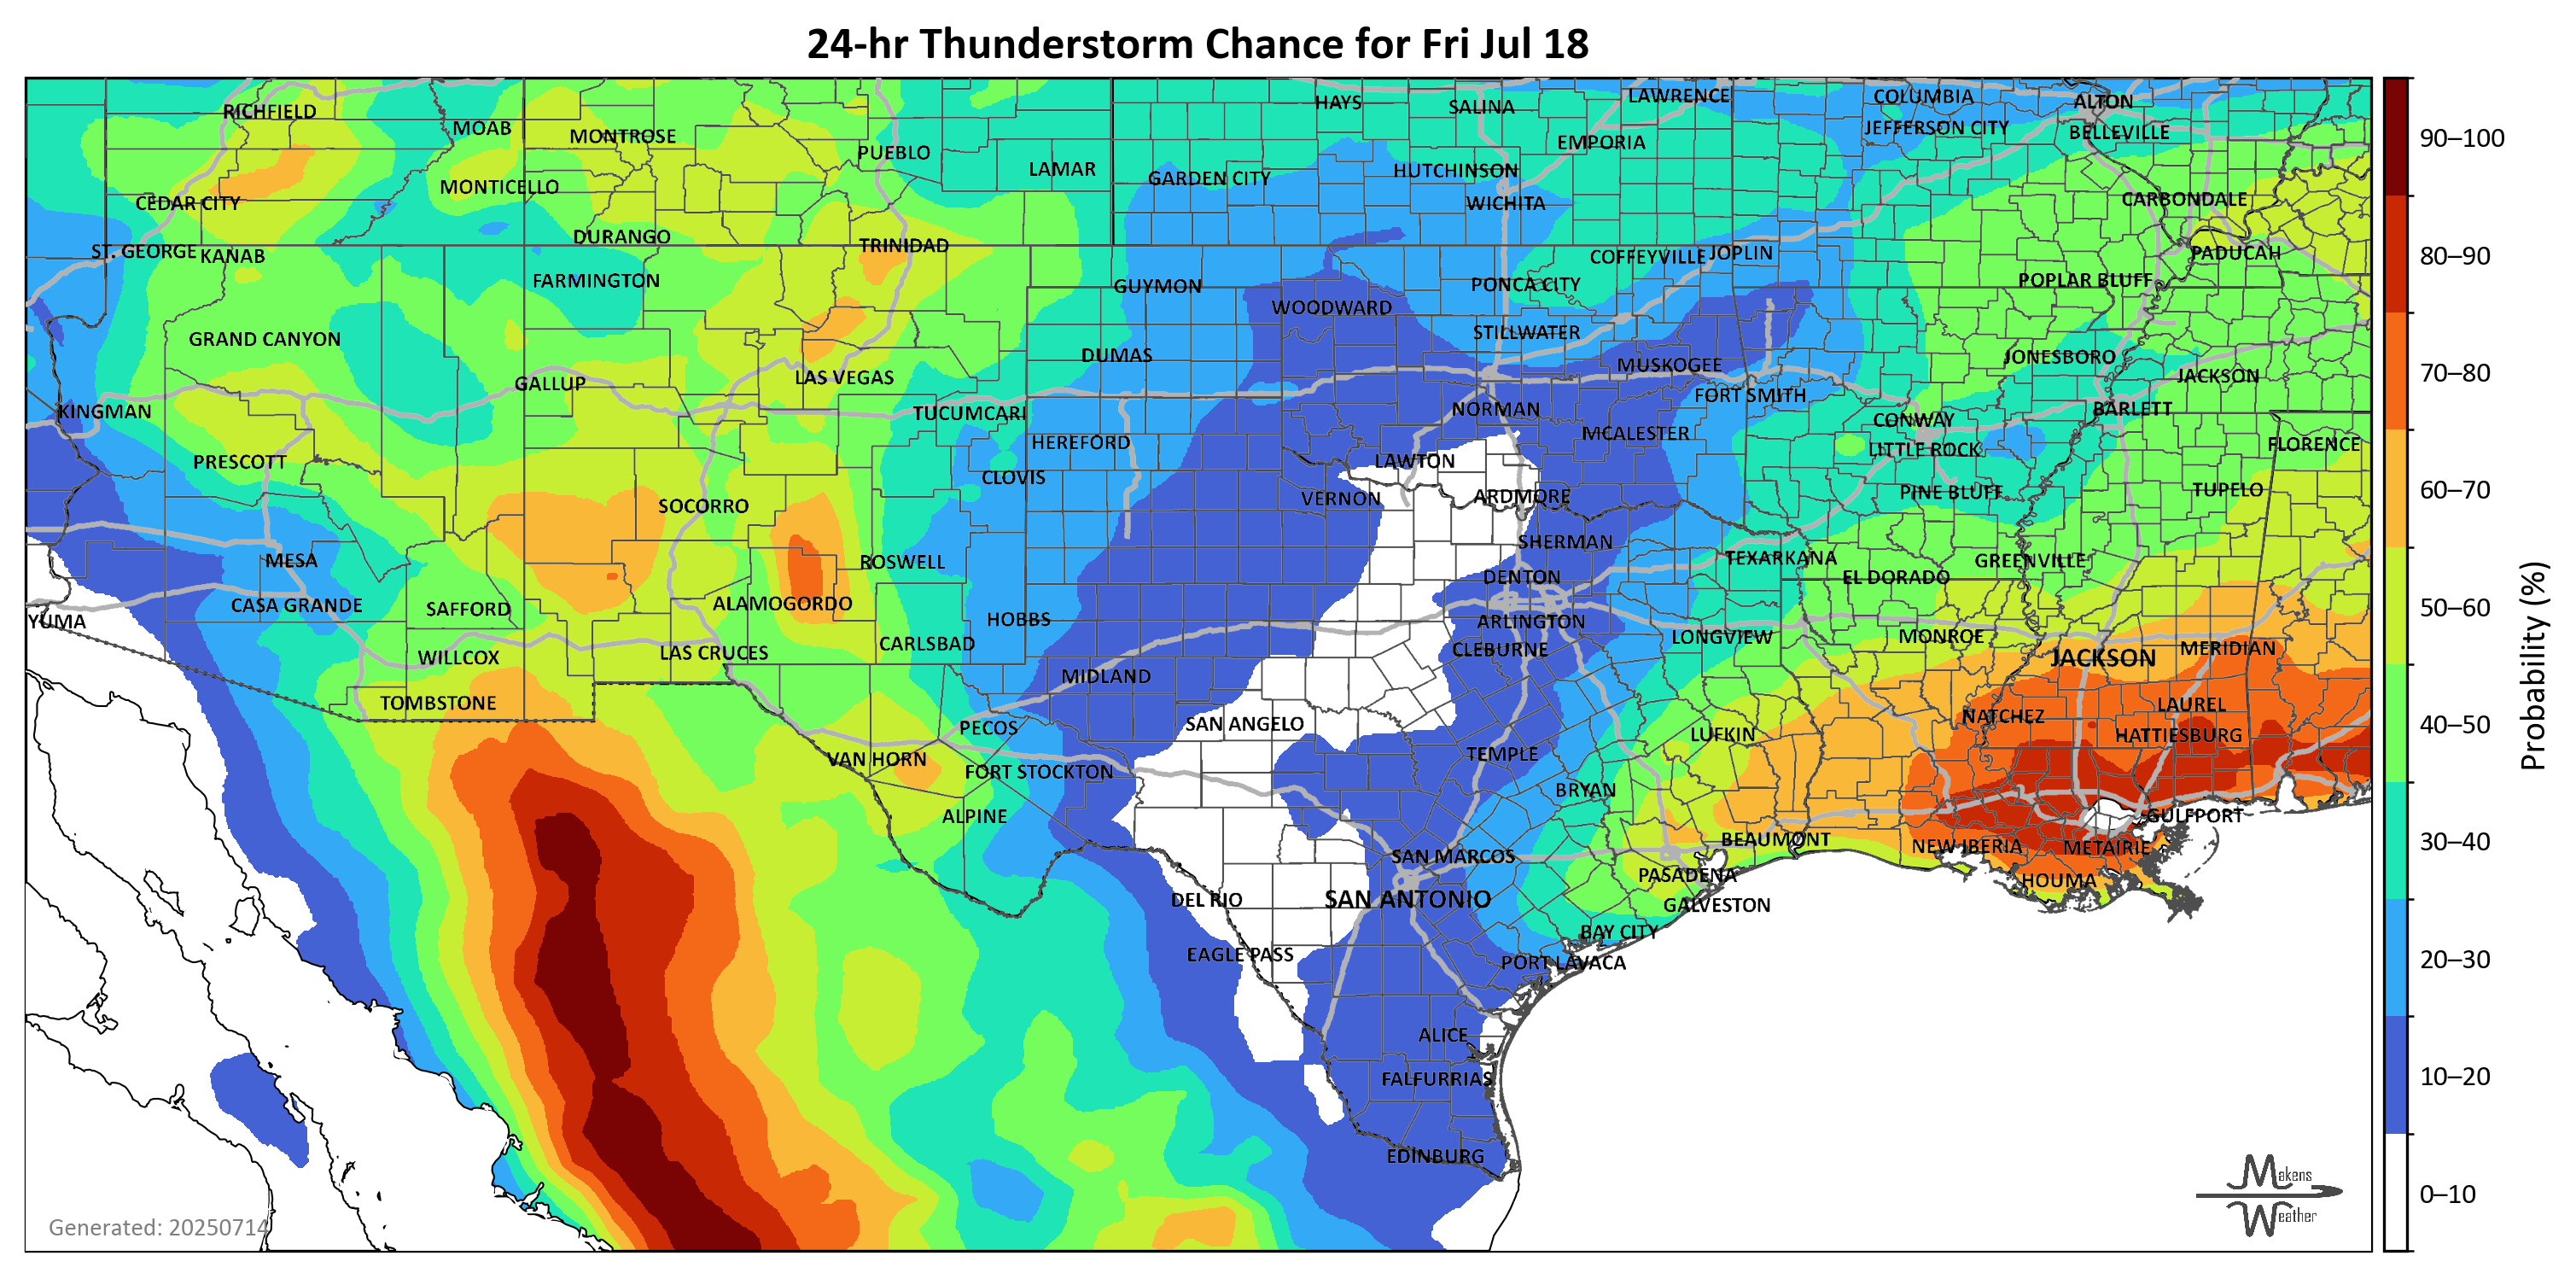 24-hr Thunderstorm Chance for Fri Jul 18
RICHFIELD
MOAB
MONTROSE
PUEBLO
LAMAR
HAYS
SALINA
LAWRENCE
COLUMBIA
ALTON
JEFFERSON CITY
BELLEVILLE
EMPORIA
GARDEN CITY
HUTCHINSON
MONTICELLO
CEDAR CITY
WICHITA
CARBONDALE
ST. GEORGE
KANAB
DURANGO
TRINIDAD
FARMINGTON
GUYMON
COFFEYVILLE
JOPLIN
PADUCAH
PONCA CITY
POPLAR BLUFF
WOODWARD
GRAND CANYON
STILLWATER
DUMAS
MUSKOGEE
JONESBORO
JACKSON
GALLUP
LAS VEGAS
FORT SMITH
KINGMAN
TUCUMCARI
NORMAN
BARLETT
CONWAY
HEREFORD
MCALESTER
LITTLE ROCK
FLORENCE
PRESCOTT
CLOVIS
LAWTON
VERNON
ARDMORE
PINE BLUFF
TUPELO
SOCORRO
MESA
ROSWELL
SHERMAN
TEXARKANA
GREENVILLE
DENTON
EL DORADO
CASA GRANDE
SAFFORD
ALAMOGORDO
HOBBS
ARLINGTON
YUMA
WILLCOX
LAS CRUCES
CARLSBAD
CLEBURNE
LONGVIEW
MONROE
JACKSON
MERIDIAN
MIDLAND
TOMBSTONE
PECOS
SAN ANGELO
LUFKIN
NATCHEZ
LAUREL
HATTIESBURG
VAN HORN
FORT STOCKTON
TEMPLE
BRYAN
ALPINE
GULFPORT
SAN MARCOS
BEAUMONT
NEW IBERIA
METAIRIE
DEL RIO
SAN ANTONIO
PASADENA
HOUMA
GALVESTON
BAY CITY
EAGLE PASS
PORT LAVACA
ALICE
FALFURRIAS
EDINBURG
Generated: 20250714
Makens
Weather
90–100
80–90
70–80
60–70
50–60
40–50
30–40
20–30
10–20
0–10
Probability (%)